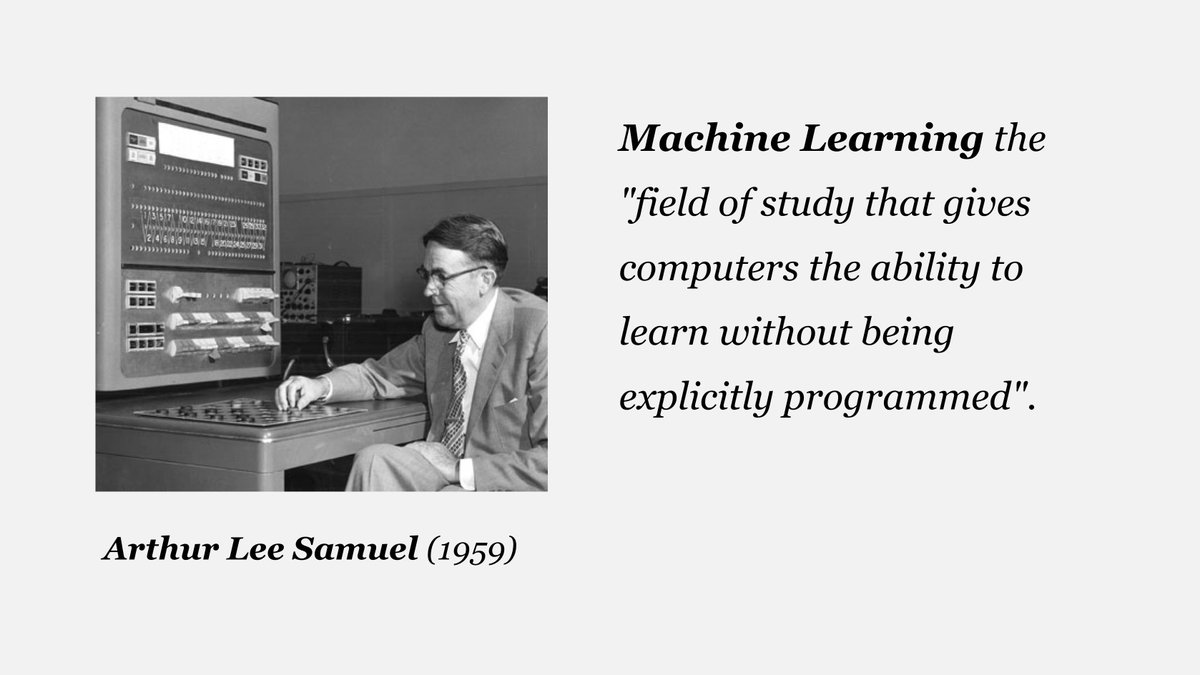 Machine Learning the
"field of study that gives
computers the ability to
learn without being
explicitly programmed".
Arthur Lee Samuel (1959)